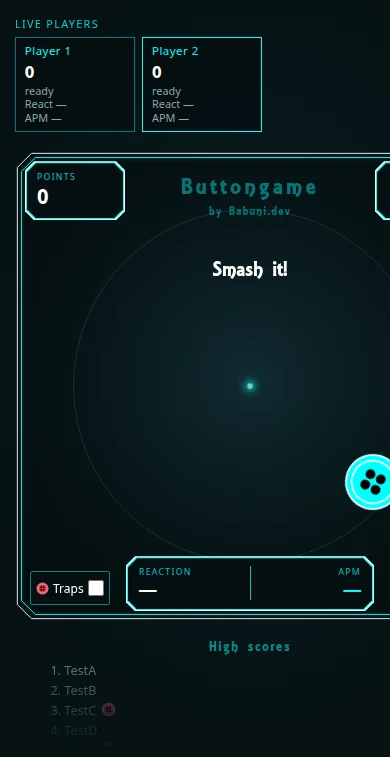 LIVE PLAYERS
Player 1
0
ready
React —
APM —
Player 2
0
ready
React —
APM —
POINTS
0
Buttongame
by Babuni.dev
Smash it!
Traps
REACTION
—
APM
—
High scores
1. TestA
2. TestB
3. TestC
4. TestD